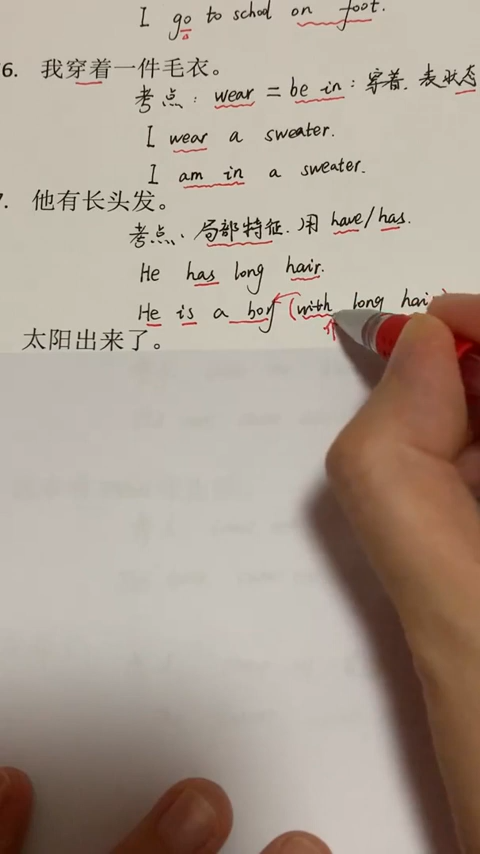 I go to school on foot.
6. 我穿着一件毛衣。
考点：wear = be in：穿着. 表状态
I wear a sweater.
I am in a sweater.
7. 他有长头发。
考点、局部特征. 用 have/has.
He has long hair.
He is a boy (with long hai
太阳出来了。